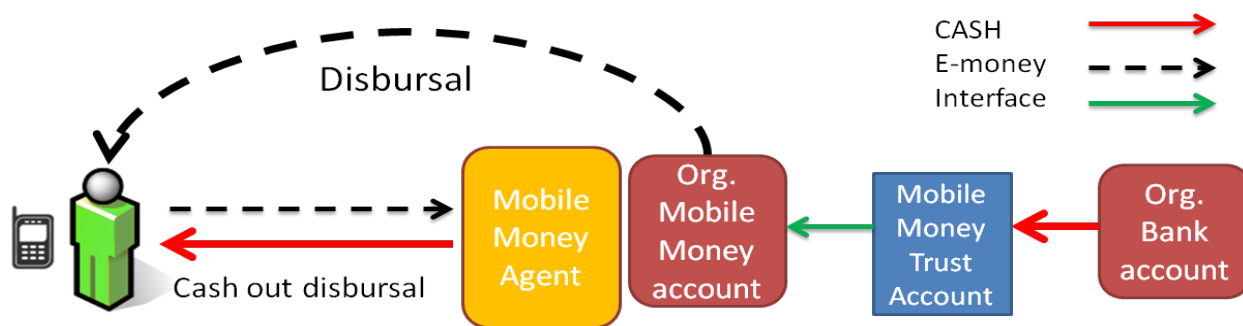 CASH
E-money
Interface
Disbursal
Mobile
Money
Agent
Org.
Mobile
Money
account
Mobile
Money
Trust
Account
Org.
Bank
account
Cash out disbursal